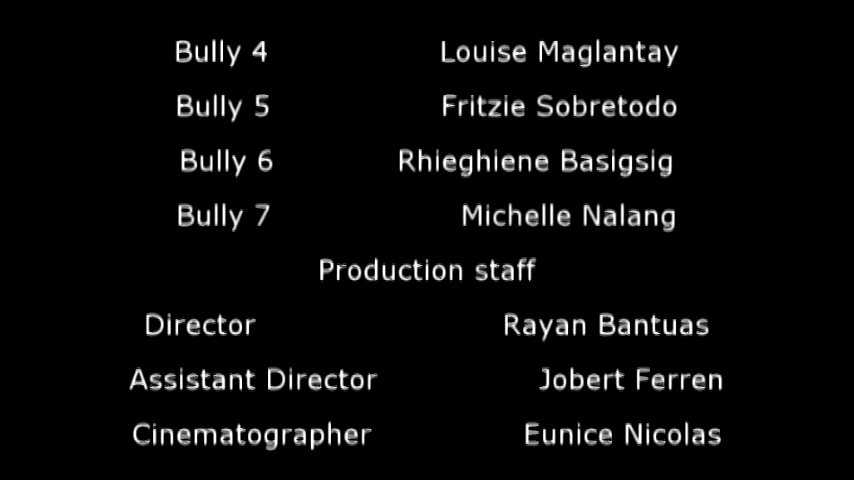 Bully 4 Louise Maglantay
Bully 5 Fritzie Sobretodo
Bully 6 Rhieghiene Basigsig
Bully 7 Michelle Nalang
Production staff
Director Rayan Bantuas
Assistant Director Jobert Ferren
Cinematographer Eunice Nicolas